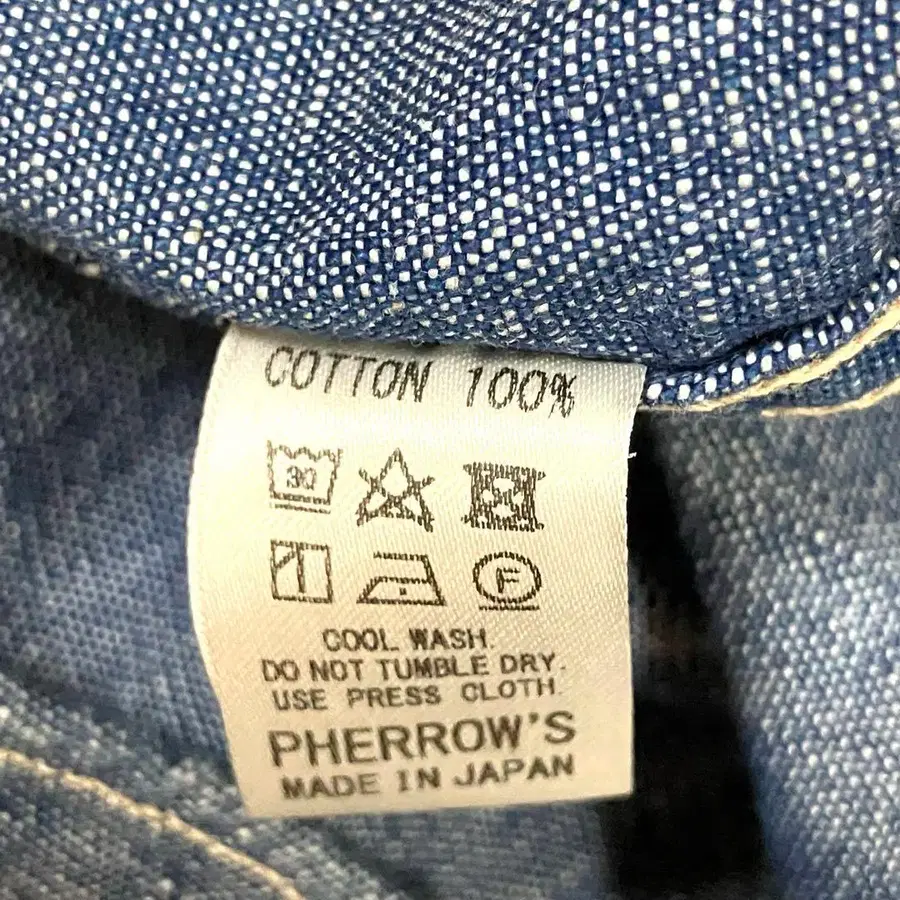 COTTON 100%
30
F
COOL WASH.
DO NOT TUMBLE DRY.
USE PRESS CLOTH.
PHERROW'S
MADE IN JAPAN